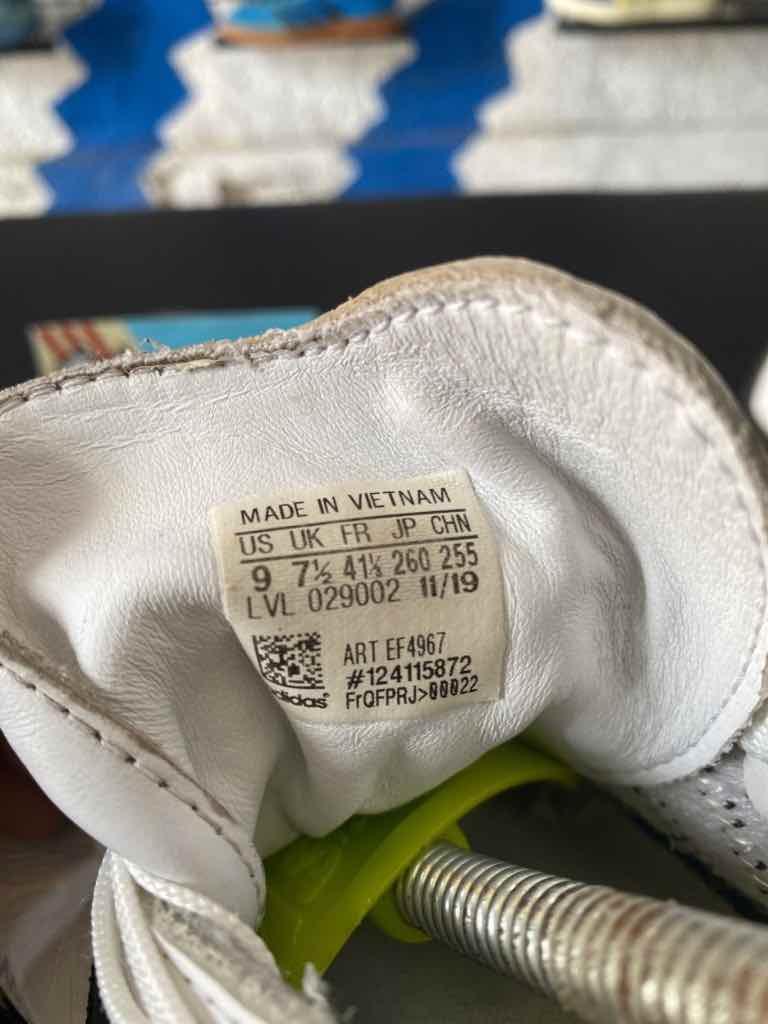 MADE IN VIETNAM
US UK FR JP CHN
9 7½ 41⅓ 260 255
LVL 029002 11/19
ART EF4967
#124115872
adidas FrQFPRJ>00022